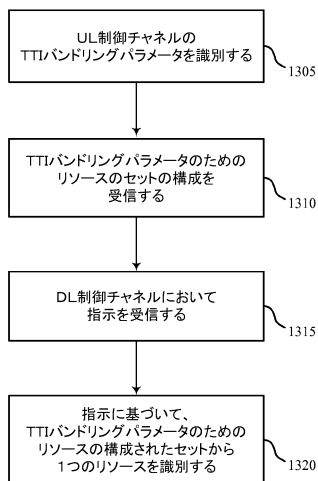 UL制御チャネルの
TTIバンドリングパラメータを識別する
1305
TTIバンドリングパラメータのための
リソースのセットの構成を
受信する
1310
DL制御チャネルにおいて
指示を受信する
1315
指示に基づいて、
TTIバンドリングパラメータのための
リソースの構成されたセットから
1つのリソースを識別する
1320